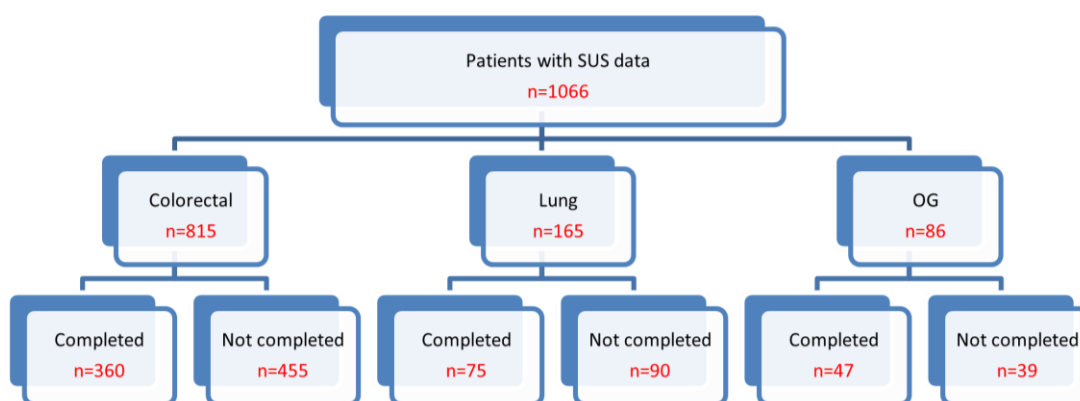 Patients with SUS data
n=1066
Colorectal
n=815
Lung
n=165
OG
n=86
Completed
n=360
Not completed
n=455
Completed
n=75
Not completed
n=90
Completed
n=47
Not completed
n=39